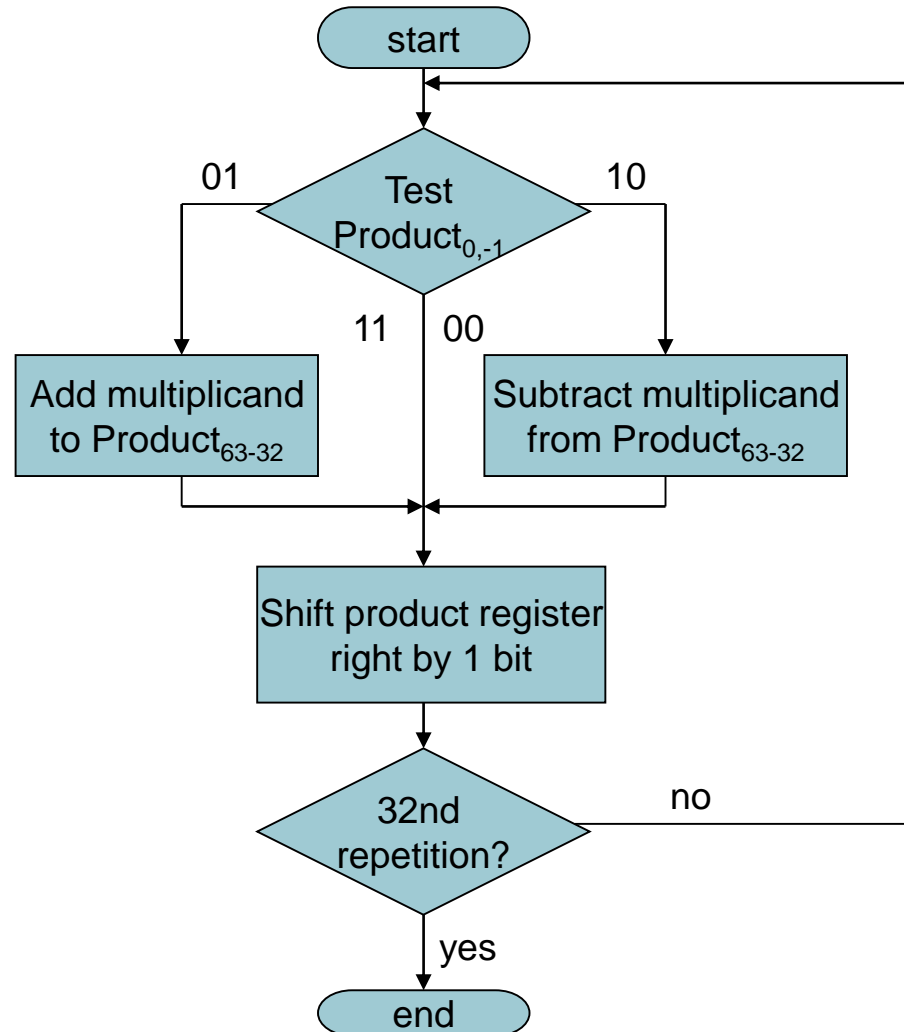 start
01
10
Test
Product0,-1
11
00
Add multiplicand
to Product63-32
Subtract multiplicand
from Product63-32
Shift product register
right by 1 bit
32nd
repetition?
no
yes
end